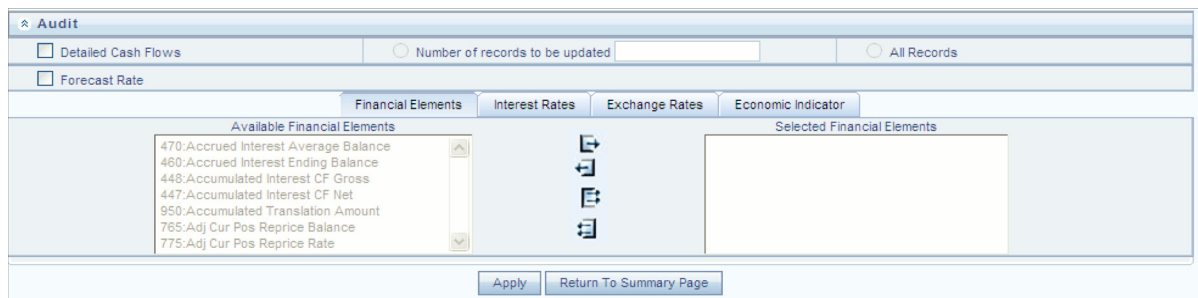 Audit
Detailed Cash Flows Number of records to be updated All Records
Forecast Rate
Financial Elements Interest Rates Exchange Rates Economic Indicator
Available Financial Elements Selected Financial Elements
470:Accrued Interest Average Balance
460:Accrued Interest Ending Balance
448:Accumulated Interest CF Gross
447:Accumulated Interest CF Net
950:Accumulated Translation Amount
765:Adj Cur Pos Reprice Balance
775:Adj Cur Pos Reprice Rate
Apply Return To Summary Page